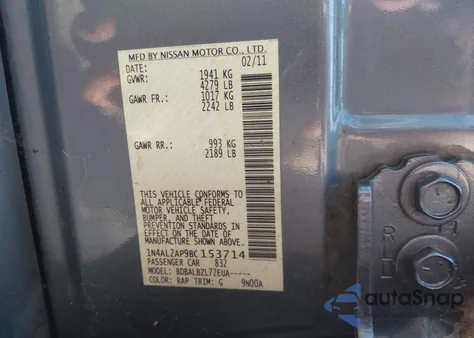 MFD BY NISSAN MOTOR CO., LTD.
DATE: 02/11
GVWR: 1941 KG
4279 LB
GAWR FR.: 1017 KG
2242 LB
GAWR RR.: 993 KG
2189 LB
THIS VEHICLE CONFORMS TO
ALL APPLICABLE FEDERAL
MOTOR VEHICLE SAFETY,
BUMPER, AND THEFT
PREVENTION STANDARDS
IN EFFECT ON THE DATE OF
MANUFACTURE SHOWN ABOVE.
1N4AL2AP9BC153714
PASSENGER CAR 832
MODEL: BDBALBZL72EUA-----
COLOR: RAP TRIM: G 9N00A
autaSnap